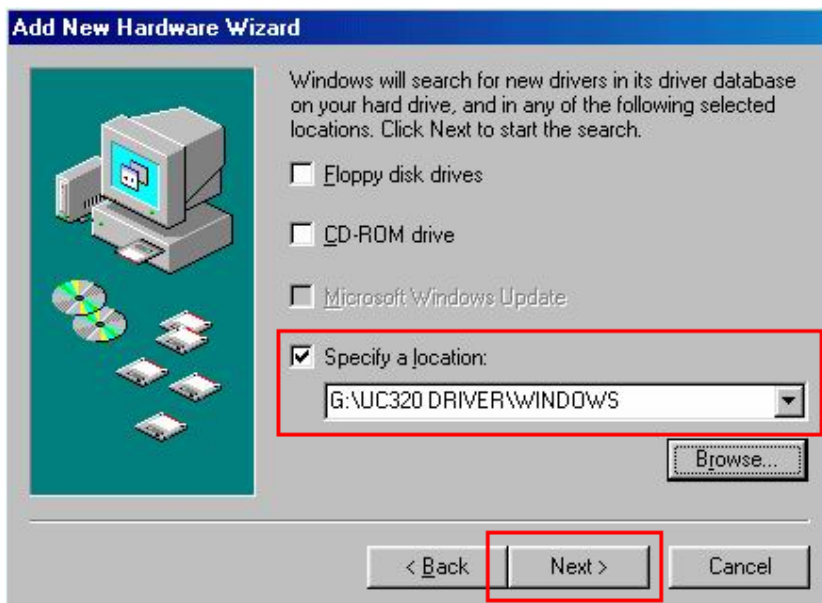 Add New Hardware Wizard
Windows will search for new drivers in its driver database
on your hard drive, and in any of the following selected
locations. Click Next to start the search.
Floppy disk drives
CD-ROM drive
Microsoft Windows Update
Specify a location:
G:\UC320 DRIVER\WINDOWS
Browse...
< Back Next > Cancel